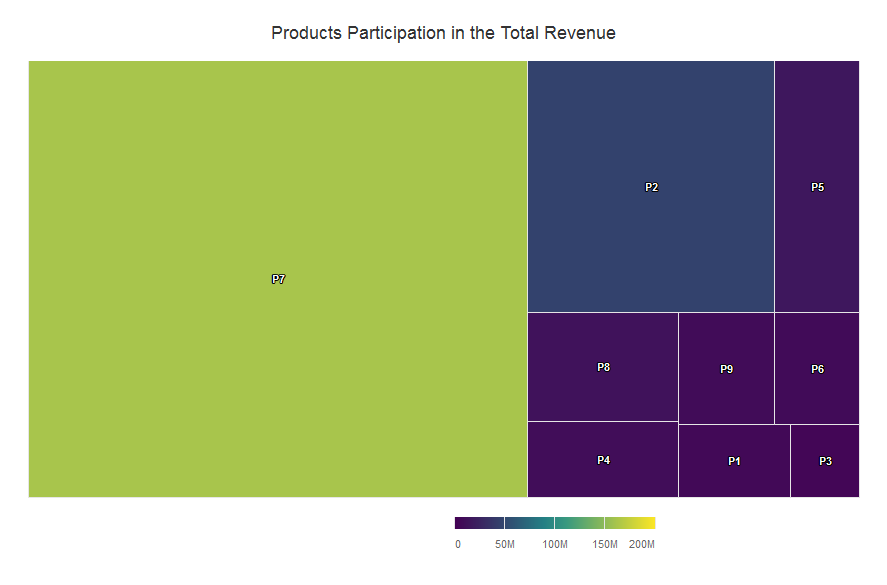 Products Participation in the Total Revenue
P2
P5
P7
P8
P9
P6
P4
P1
P3
0 50M 100M 150M 200M